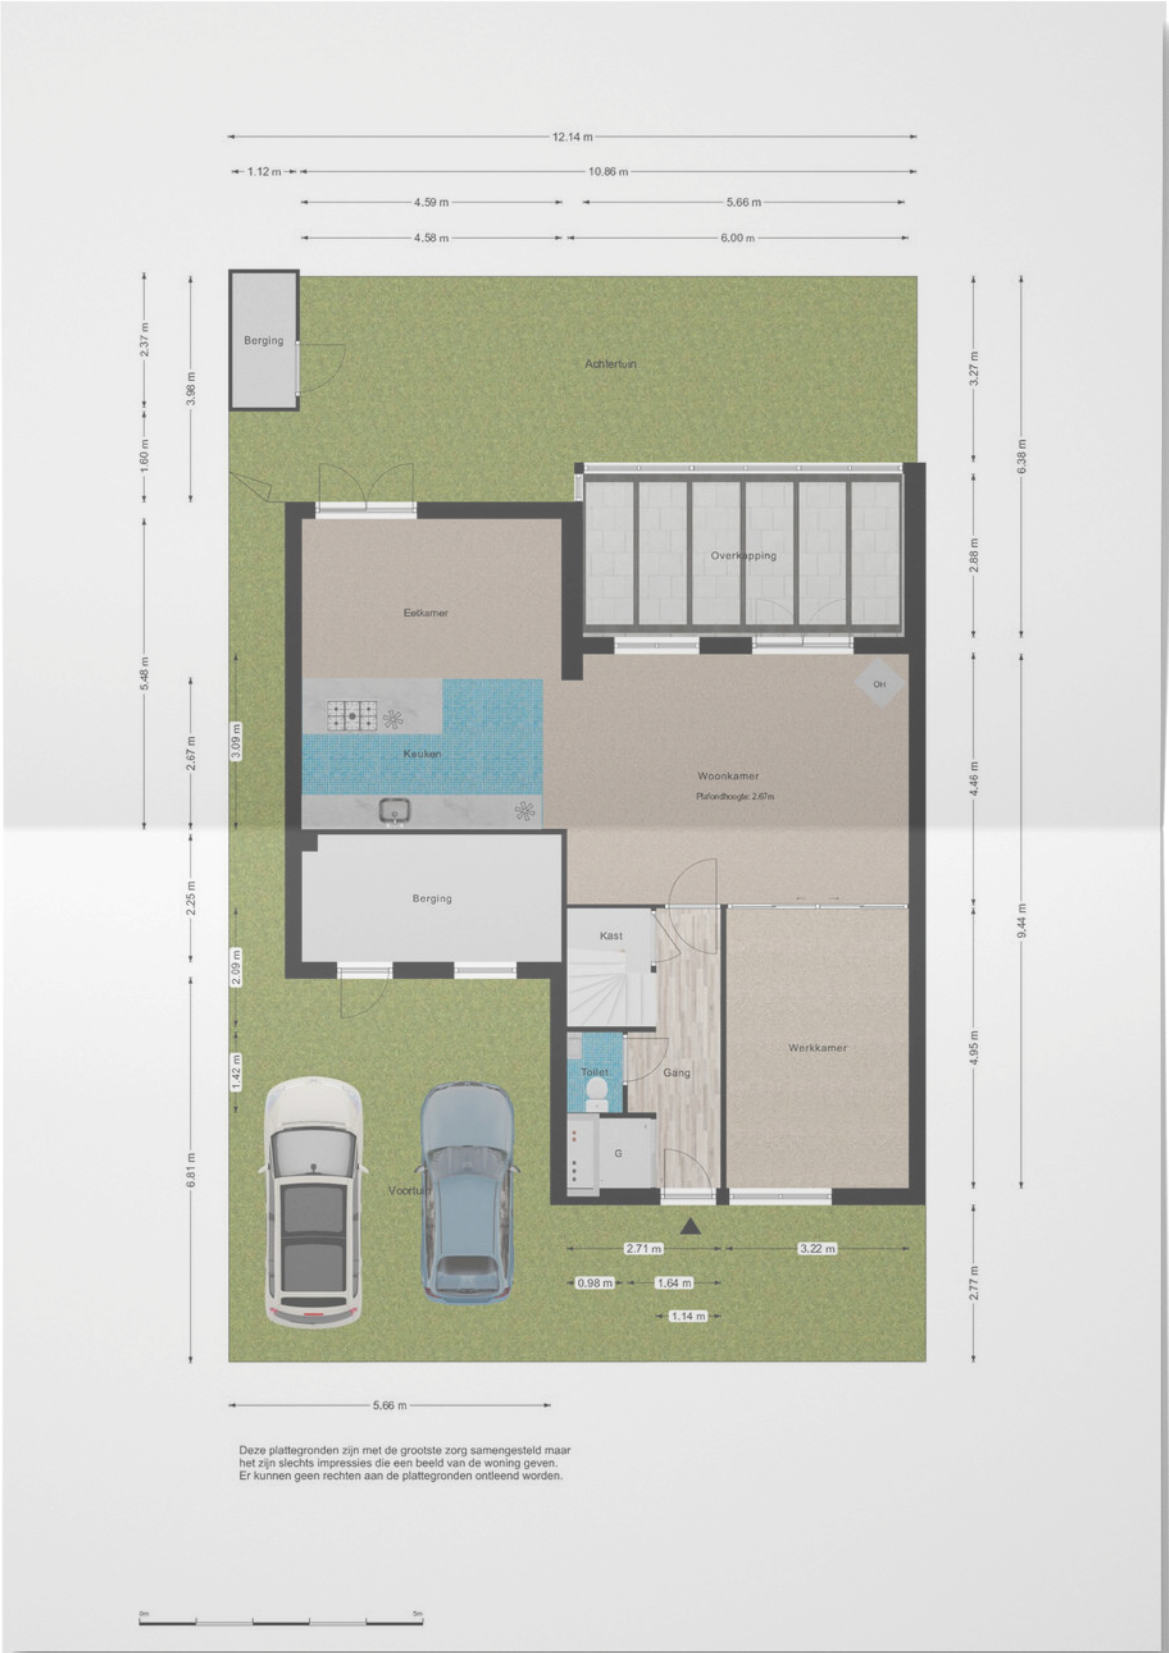 12.14 m
1.12 m
10.86 m
4.59 m
5.66 m
4.58 m
6.00 m
Berging
Achtertuin
2.37 m
3.98 m
1.60 m
3.27 m
6.38 m
Overkapping
2.88 m
Eetkamer
5.48 m
OH
3.09 m
2.67 m
Keuken
Woonkamer
Plafondhoogte: 2.67m
4.46 m
Berging
2.25 m
9.44 m
Kast
2.09 m
Werkkamer
4.95 m
1.42 m
Toilet
Gang
G
6.81 m
Voortuin
2.71 m
3.22 m
0.98 m
1.64 m
2.77 m
1.14 m
5.66 m
Deze plattegronden zijn met de grootste zorg samengesteld maar
het zijn slechts impressies die een beeld van de woning geven.
Er kunnen geen rechten aan de plattegronden ontleend worden.
0m
5m